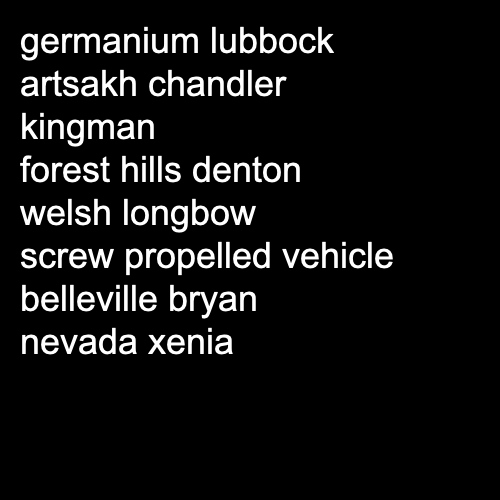 germanium lubbock
artsakh chandler
kingman
forest hills denton
welsh longbow
screw propelled vehicle
belleville bryan
nevada xenia